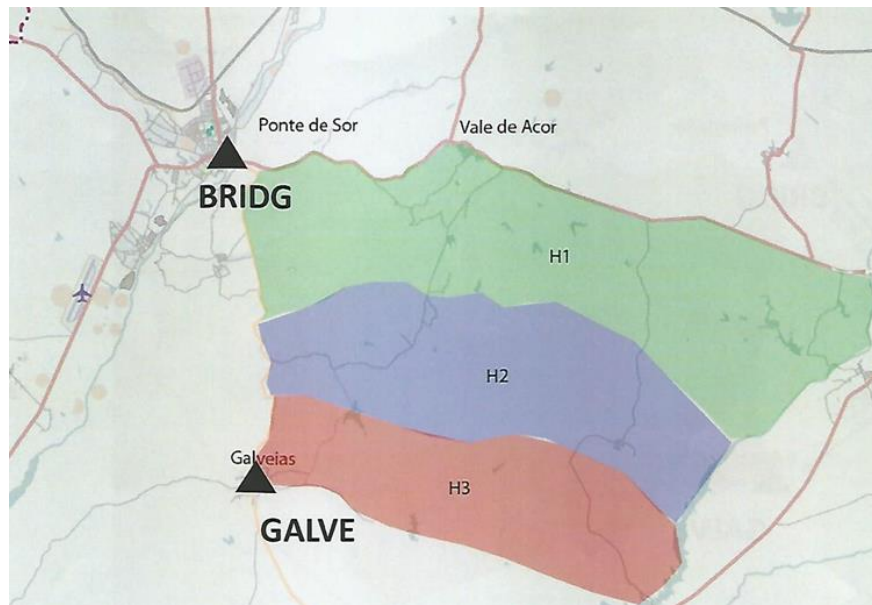 Ponte de Sor
Vale de Acor
BRIDG
H1
H2
Galveias
H3
GALVE